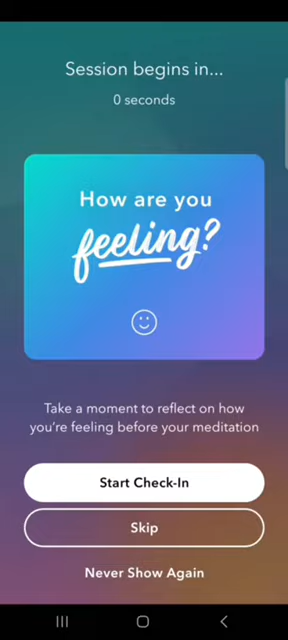 Session begins in...
0 seconds
How are you
feeling?
Take a moment to reflect on how
you're feeling before your meditation
Start Check-In
Skip
Never Show Again